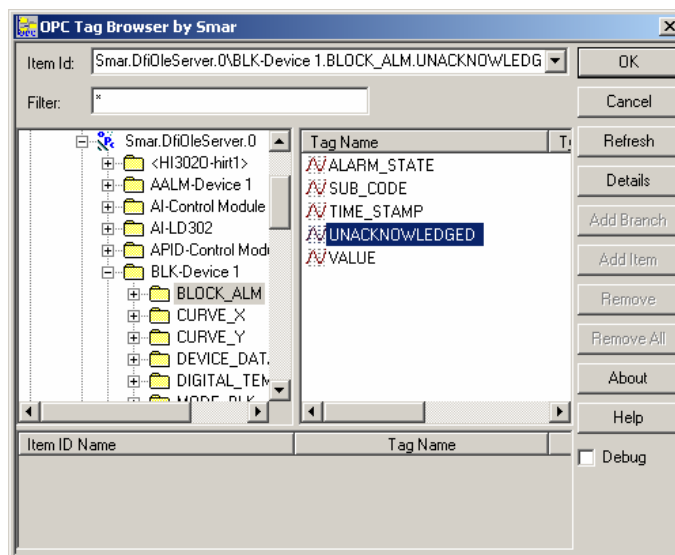 OPC Tag Browser by Smar
Item Id: Smar.DfiOleServer.0\BLK-Device 1.BLOCK_ALM.UNACKNOWLEDG
Filter: *
Smar.DfiOleServer.0
<HI3020-hirt1>
AALM-Device 1
AI-Control Module
AI-LD302
APID-Control Modu
BLK-Device 1
BLOCK_ALM
CURVE_X
CURVE_Y
DEVICE_DAT.
DIGITAL_TEM
MODE_BLK
Tag Name
ALARM_STATE
SUB_CODE
TIME_STAMP
UNACKNOWLEDGED
VALUE
OK
Cancel
Refresh
Details
Add Branch
Add Item
Remove
Remove All
About
Help
Debug
Item ID Name Tag Name